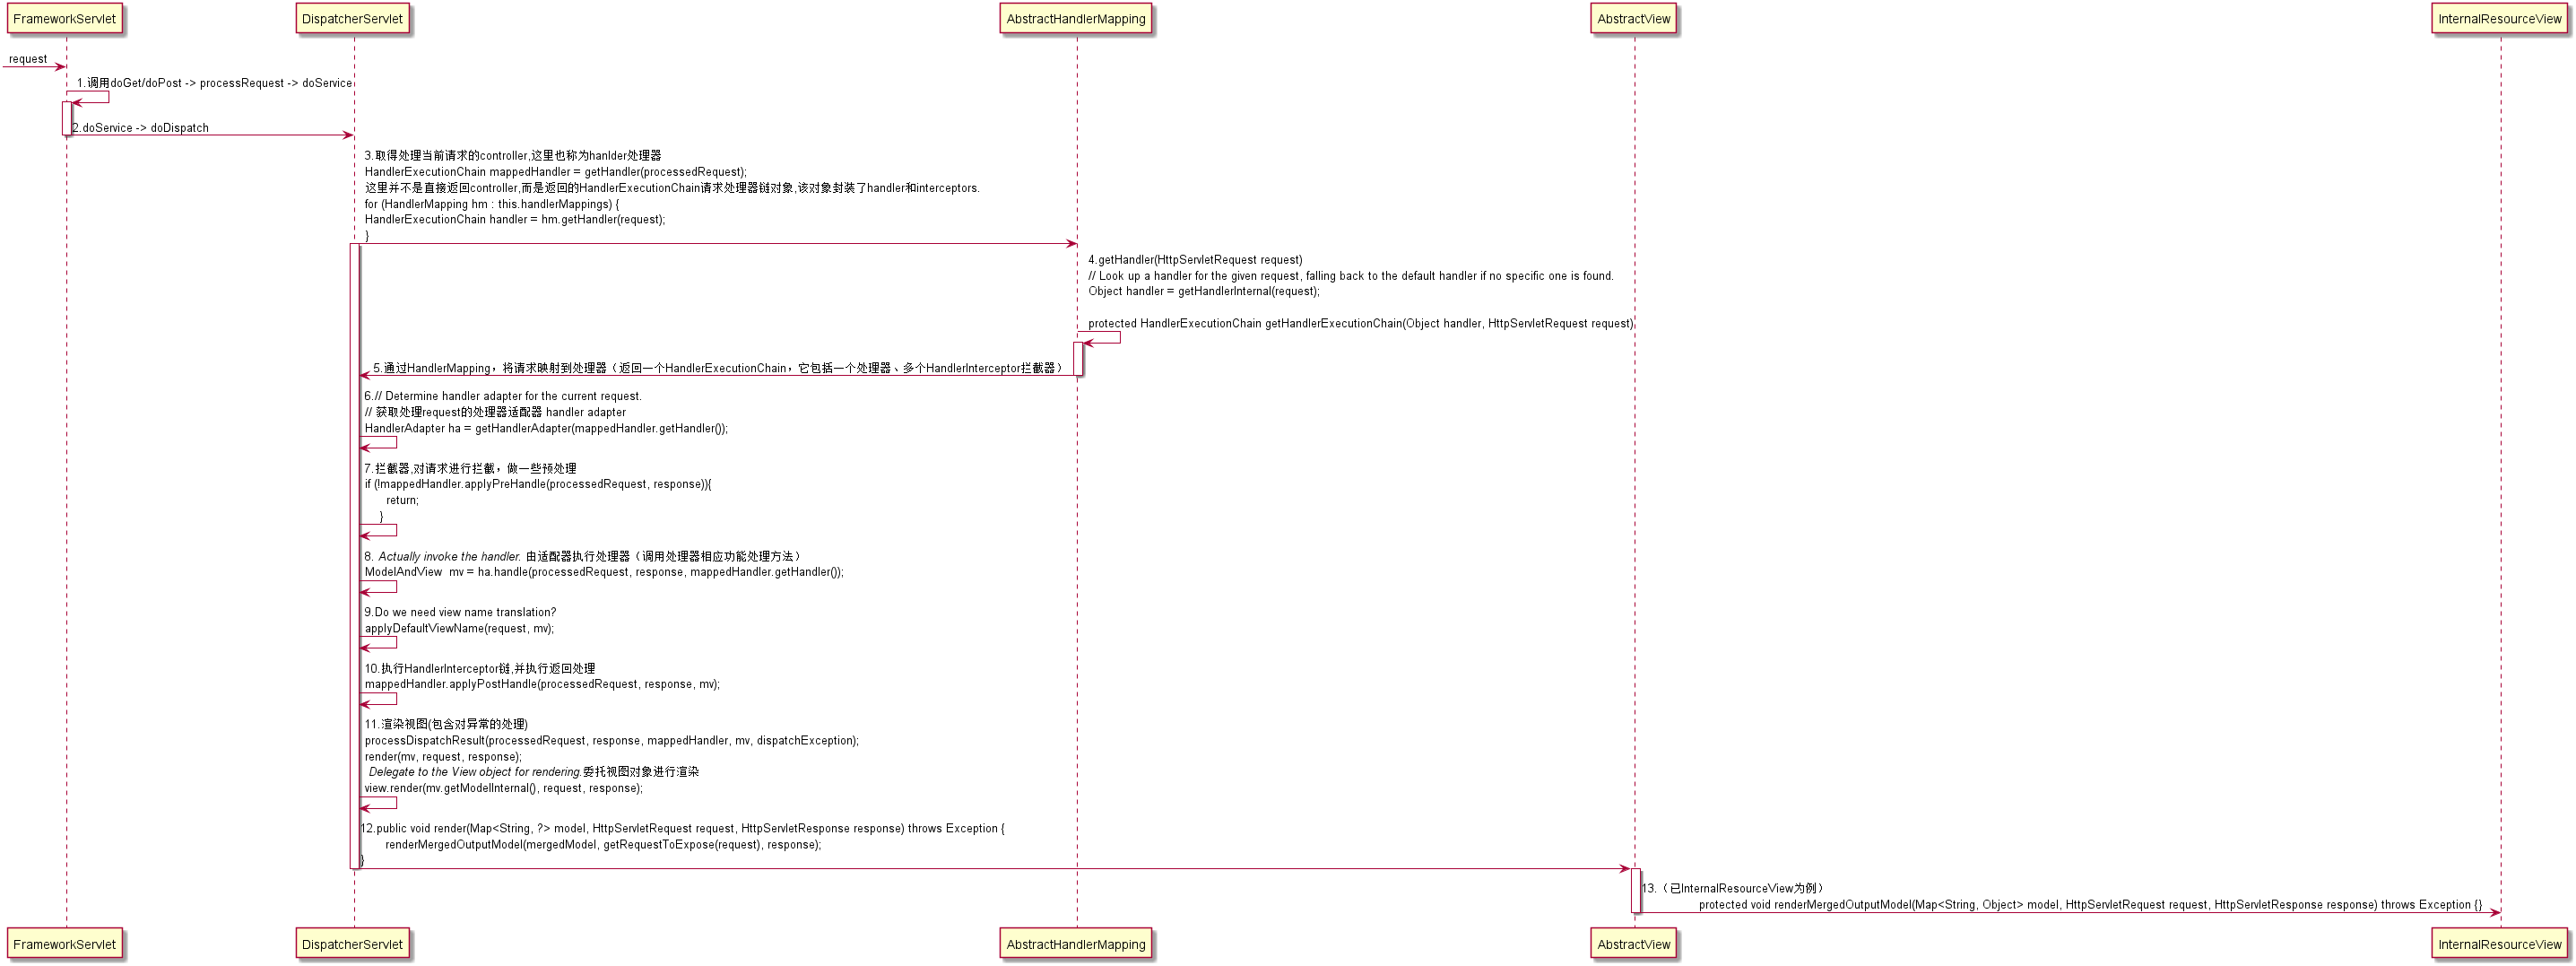 FrameworkServlet
DispatcherServlet
AbstractHandlerMapping
AbstractView
InternalResourceView
request
1.调用doGet/doPost -> processRequest -> doService
2.doService -> doDispatch
3.取得处理当前请求的controller,这里也称为hanlder处理器
HandlerExecutionChain mappedHandler = getHandler(processedRequest);
这里并不是直接返回controller,而是返回的HandlerExecutionChain请求处理器链对象,该对象封装了handler和interceptors.
for (HandlerMapping hm : this.handlerMappings) {
HandlerExecutionChain handler = hm.getHandler(request);
}
4.getHandler(HttpServletRequest request)
// Look up a handler for the given request, falling back to the default handler if no specific one is found.
Object handler = getHandlerInternal(request);
protected HandlerExecutionChain getHandlerExecutionChain(Object handler, HttpServletRequest request)
5.通过HandlerMapping，将请求映射到处理器（返回一个HandlerExecutionChain，它包括一个处理器、多个HandlerInterceptor拦截器）
6.// Determine handler adapter for the current request.
// 获取处理request的处理器适配器 handler adapter
HandlerAdapter ha = getHandlerAdapter(mappedHandler.getHandler());
7.拦截器,对请求进行拦截，做一些预处理
if (!mappedHandler.applyPreHandle(processedRequest, response)){
return;
}
8. Actually invoke the handler. 由适配器执行处理器（调用处理器相应功能处理方法）
ModelAndView  mv = ha.handle(processedRequest, response, mappedHandler.getHandler());
9.Do we need view name translation?
applyDefaultViewName(request, mv);
10.执行HandlerInterceptor链,并执行返回处理
mappedHandler.applyPostHandle(processedRequest, response, mv);
11.渲染视图(包含对异常的处理)
processDispatchResult(processedRequest, response, mappedHandler, mv, dispatchException);
render(mv, request, response);
Delegate to the View object for rendering.委托视图对象进行渲染
view.render(mv.getModelInternal(), request, response);
12.public void render(Map<String, ?> model, HttpServletRequest request, HttpServletResponse response) throws Exception {
renderMergedOutputModel(mergedModel, getRequestToExpose(request), response);
}
13.（已InternalResourceView为例）
protected void renderMergedOutputModel(Map<String, Object> model, HttpServletRequest request, HttpServletResponse response) throws Exception {}
FrameworkServlet
DispatcherServlet
AbstractHandlerMapping
AbstractView
InternalResourceView